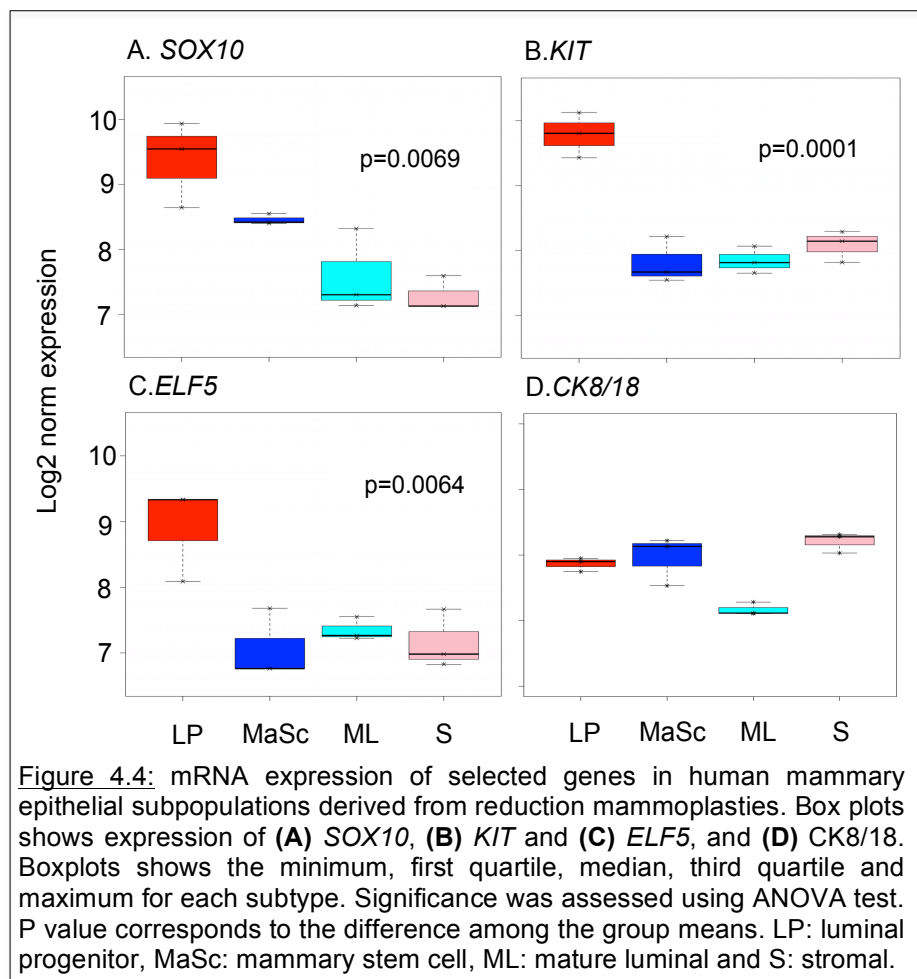 A. SOX10
B.KIT
10
9
8
7
p=0.0069
p=0.0001
Log2 norm expression
C.ELF5
D.CK8/18
10
9
8
7
p=0.0064
LP MaSc ML S
LP MaSc ML S
Figure 4.4: mRNA expression of selected genes in human mammary
epithelial subpopulations derived from reduction mammoplasties. Box plots
shows expression of (A) SOX10, (B) KIT and (C) ELF5, and (D) CK8/18.
Boxplots shows the minimum, first quartile, median, third quartile and
maximum for each subtype. Significance was assessed using ANOVA test.
P value corresponds to the difference among the group means. LP: luminal
progenitor, MaSc: mammary stem cell, ML: mature luminal and S: stromal.